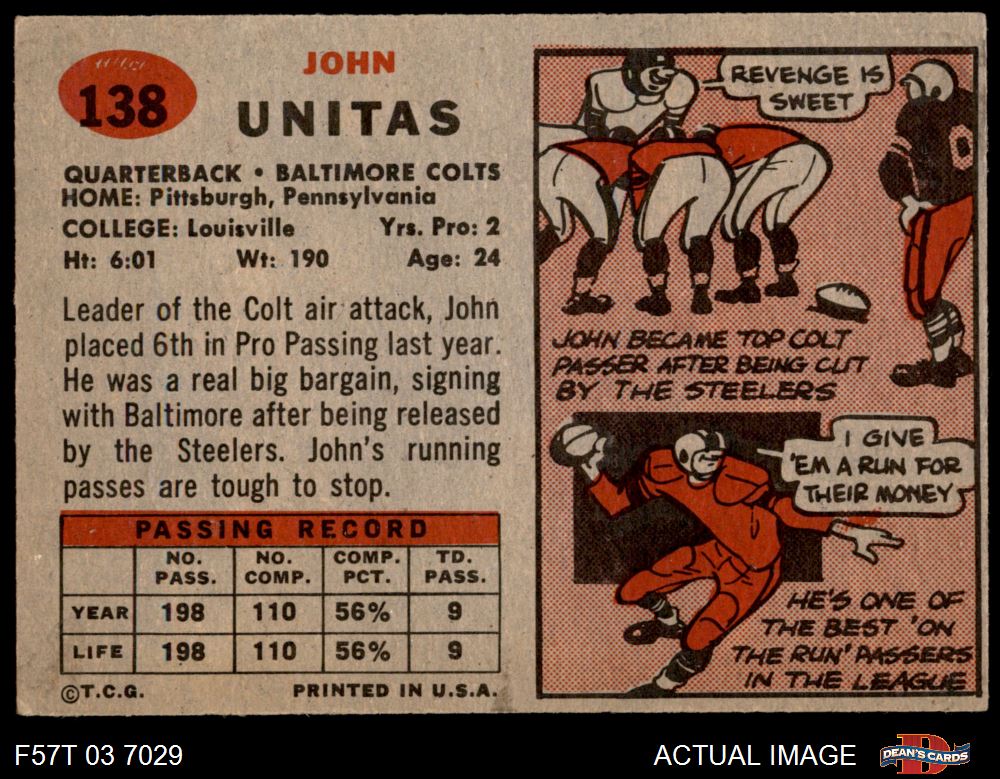 138
JOHN
UNITAS
QUARTERBACK • BALTIMORE COLTS
HOME: Pittsburgh, Pennsylvania
COLLEGE: Louisville Yrs. Pro: 2
Ht: 6:01 Wt: 190 Age: 24
Leader of the Colt air attack, John
placed 6th in Pro Passing last year.
He was a real big bargain, signing
with Baltimore after being released
by the Steelers. John's running
passes are tough to stop.
PASSING RECORD
NO. PASS. NO. COMP. COMP. PCT. TD. PASS.
YEAR 198 110 56% 9
LIFE 198 110 56% 9
©T.C.G. PRINTED IN U.S.A.
REVENGE IS
SWEET
JOHN BECAME TOP COLT
PASSER AFTER BEING CUT
BY THE STEELERS
I GIVE
'EM A RUN FOR
THEIR MONEY
HE'S ONE OF
THE BEST 'ON
THE RUN' PASSERS
IN THE LEAGUE
F57T 03 7029 ACTUAL IMAGE
DEAN'S CARDS